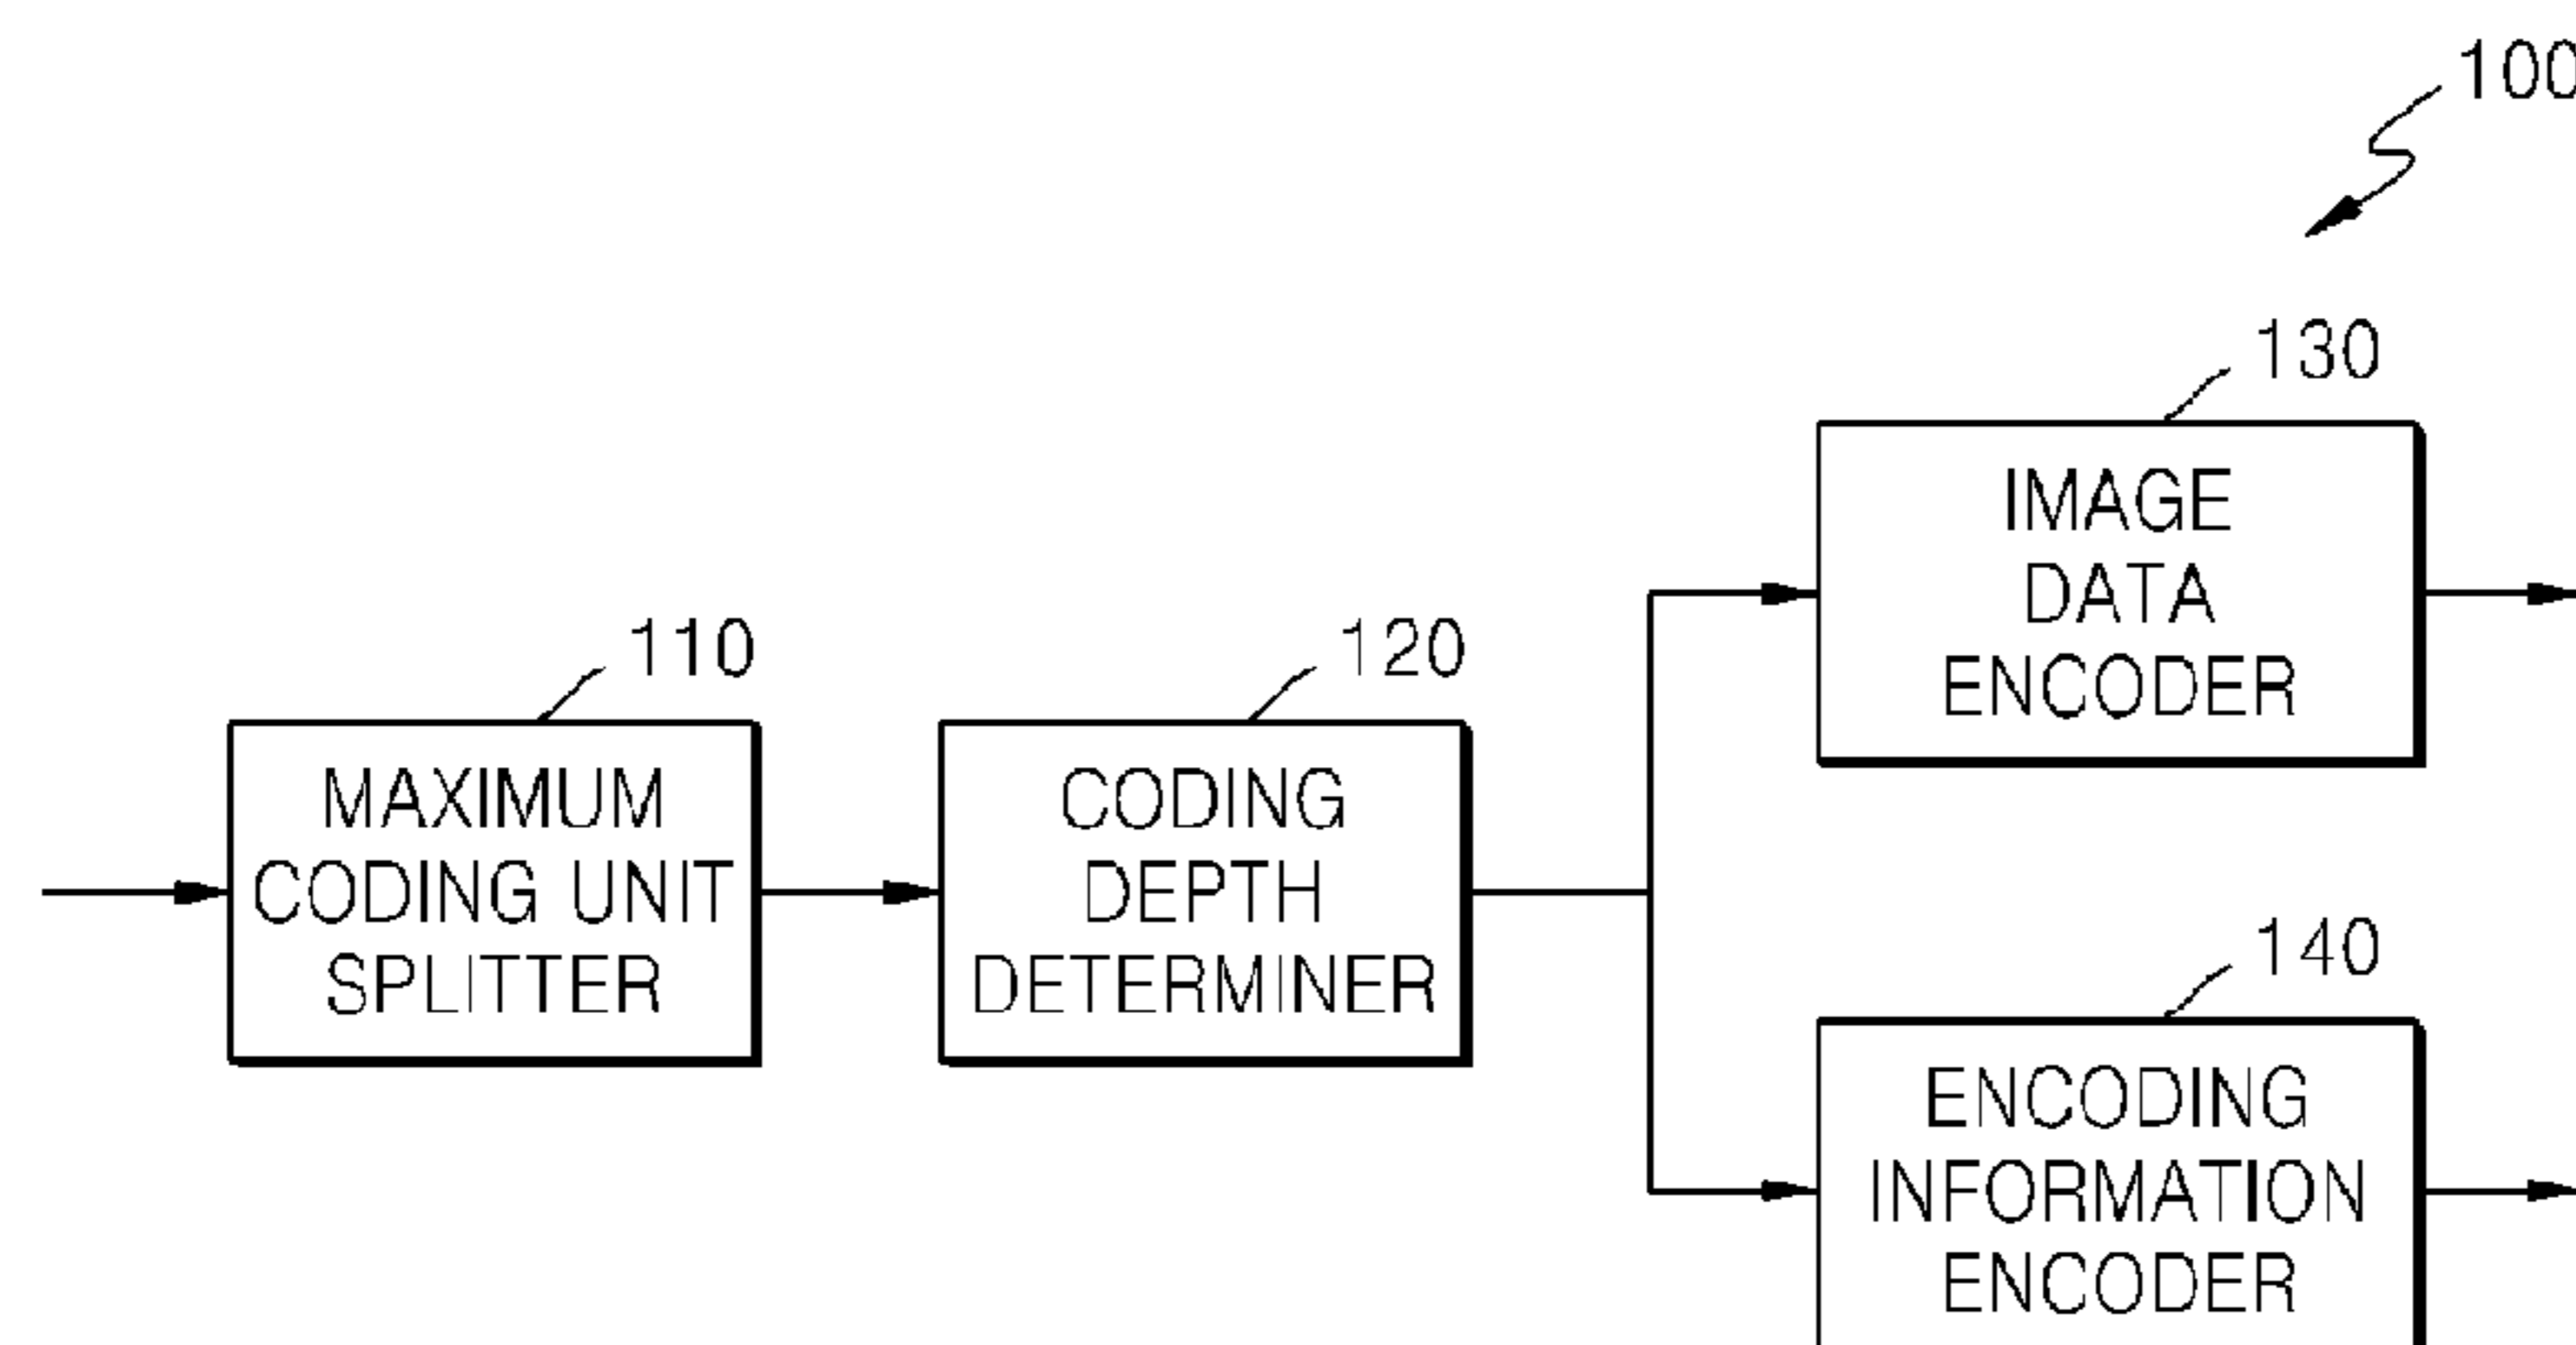 100
130
IMAGE
DATA
ENCODER
110
120
MAXIMUM
CODING UNIT
SPLITTER
CODING
DEPTH
DETERMINER
140
ENCODING
INFORMATION
ENCODER